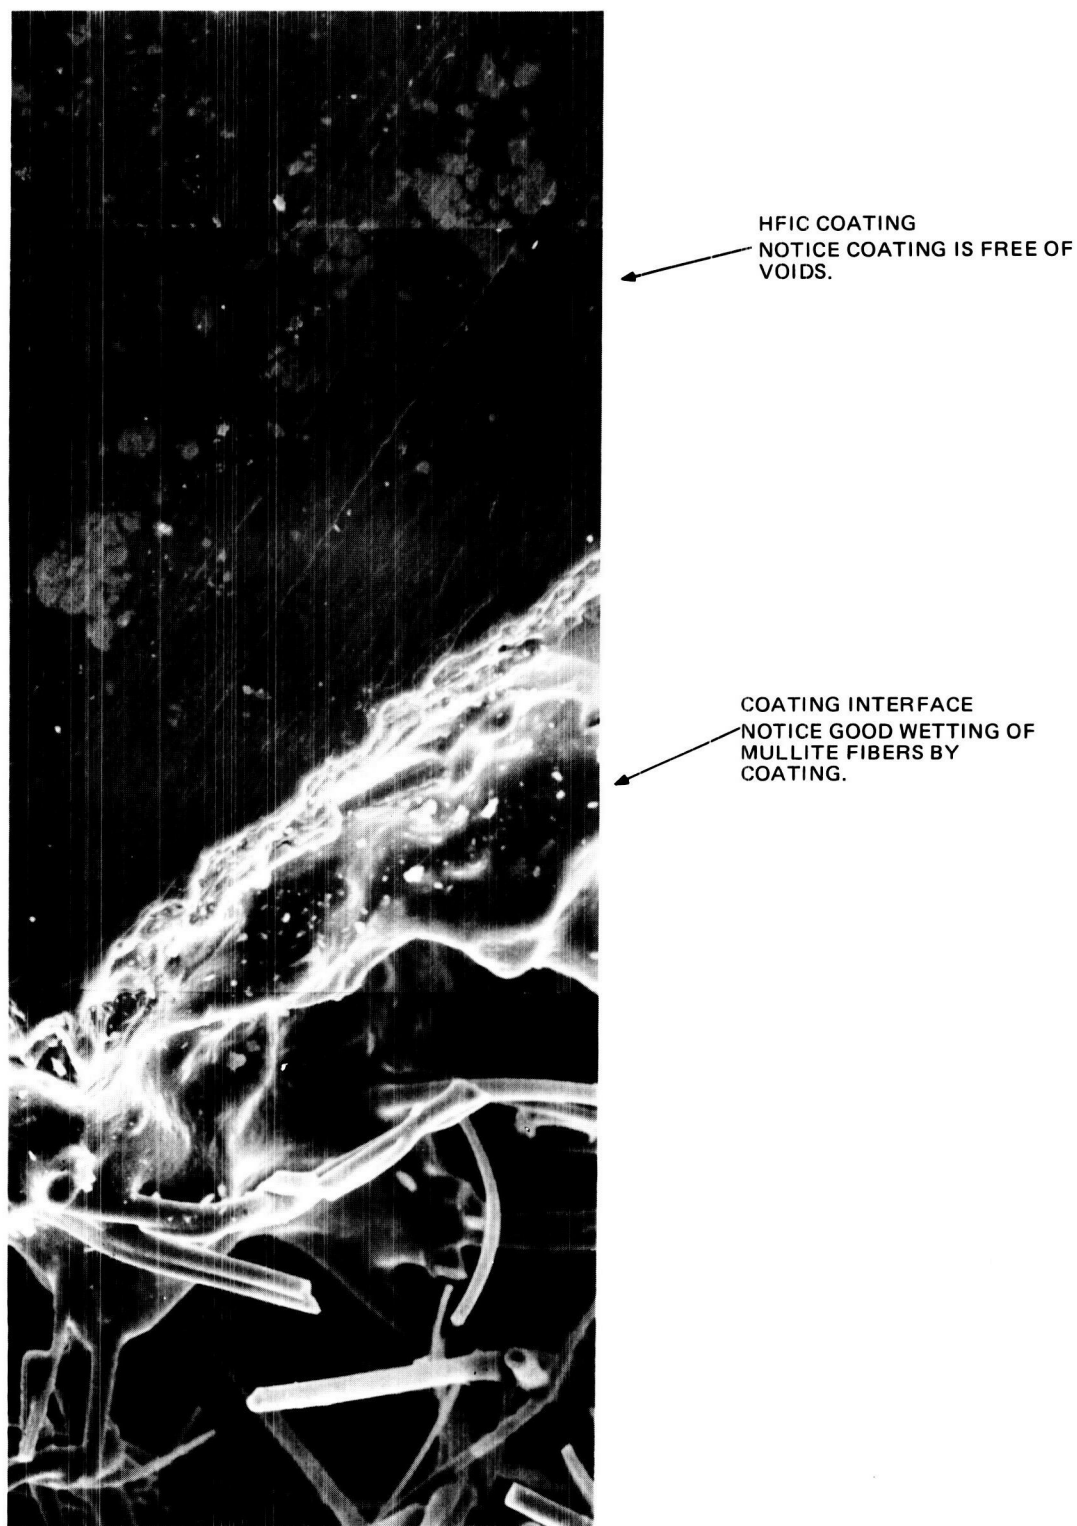 HFIC COATING
NOTICE COATING IS FREE OF
VOIDS.
COATING INTERFACE
NOTICE GOOD WETTING OF
MULLITE FIBERS BY
COATING.